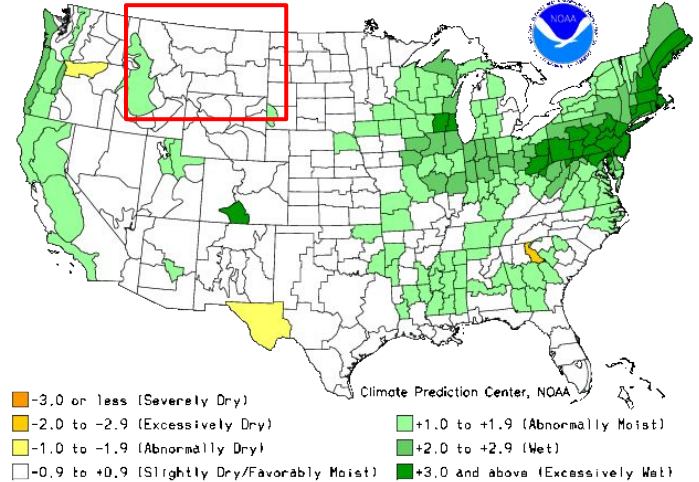 NOAA
Climate Prediction Center, NOAA
-3.0 or less (Severely Dry)
-2.0 to -2.9 (Excessively Dry)
-1.0 to -1.9 (Abnormally Dry)
-0.9 to +0.9 (Slightly Dry/Favorably Moist)
+1.0 to +1.9 (Abnormally Moist)
+2.0 to +2.9 (Wet)
+3.0 and above (Excessively Wet)